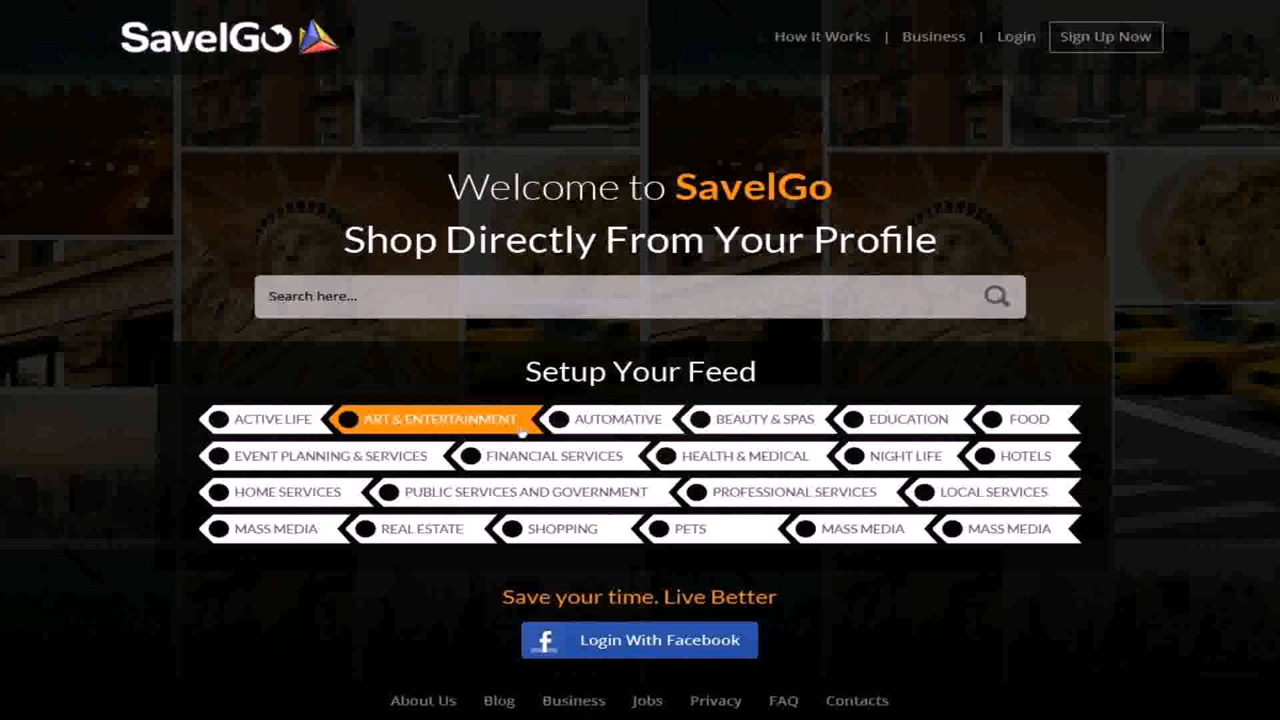 SavelGo
How It Works | Business | Login Sign Up Now
Welcome to SavelGo
Shop Directly From Your Profile
Search here...
Setup Your Feed
ACTIVE LIFE ART & ENTERTAINMENT AUTOMATIVE BEAUTY & SPAS EDUCATION FOOD
EVENT PLANNING & SERVICES FINANCIAL SERVICES HEALTH & MEDICAL NIGHT LIFE HOTELS
HOME SERVICES PUBLIC SERVICES AND GOVERNMENT PROFESSIONAL SERVICES LOCAL SERVICES
MASS MEDIA REAL ESTATE SHOPPING PETS MASS MEDIA MASS MEDIA
Save your time. Live Better
f Login With Facebook
About Us Blog Business Jobs Privacy FAQ Contacts